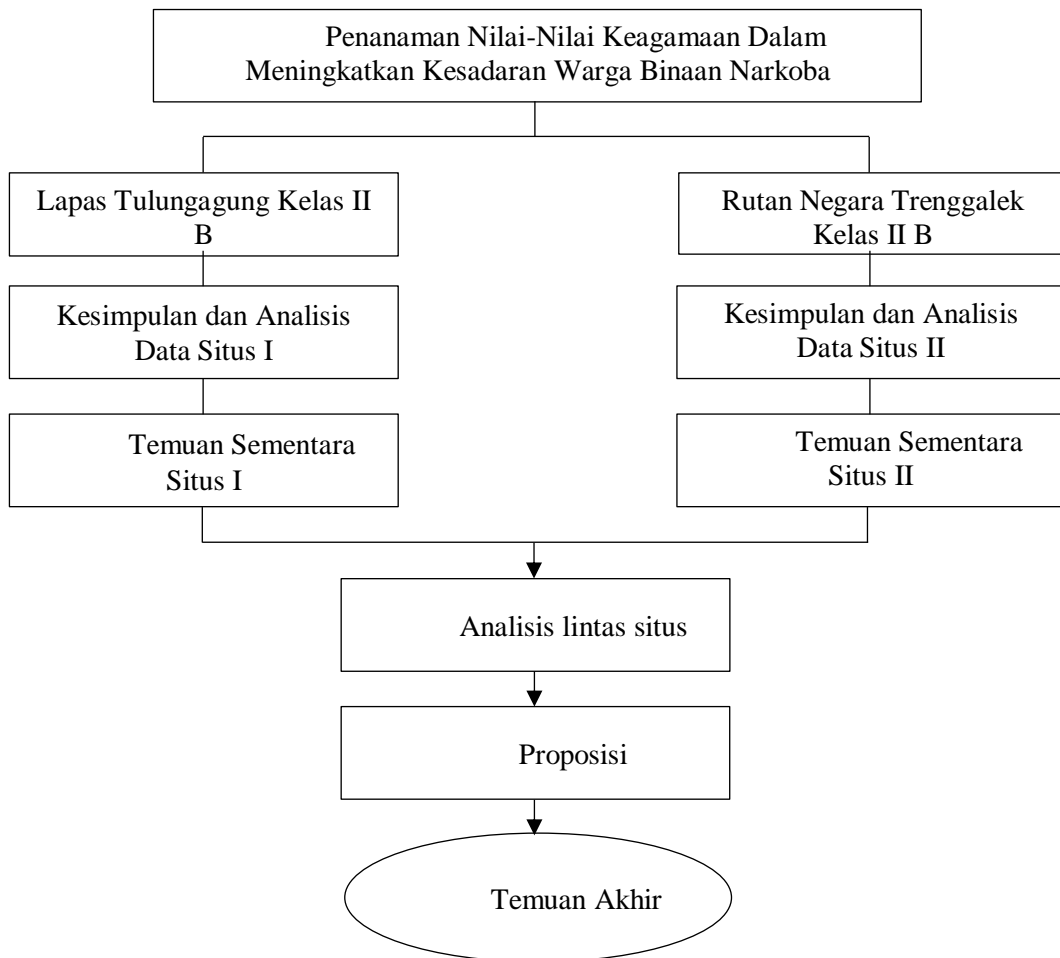 Penanaman Nilai-Nilai Keagamaan Dalam
Meningkatkan Kesadaran Warga Binaan Narkoba
Lapas Tulungagung Kelas II
B
Rutan Negara Trenggalek
Kelas II B
Kesimpulan dan Analisis
Data Situs I
Kesimpulan dan Analisis
Data Situs II
Temuan Sementara
Situs I
Temuan Sementara
Situs II
Analisis lintas situs
Proposisi
Temuan Akhir